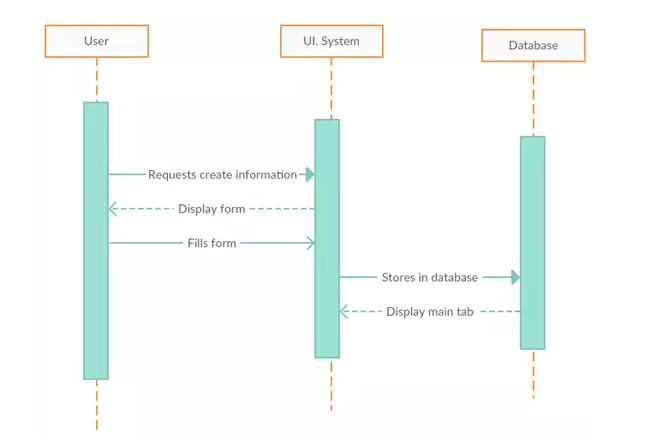 User
UI. System
Database
Requests create information
Display form
Fills form
Stores in database
Display main tab